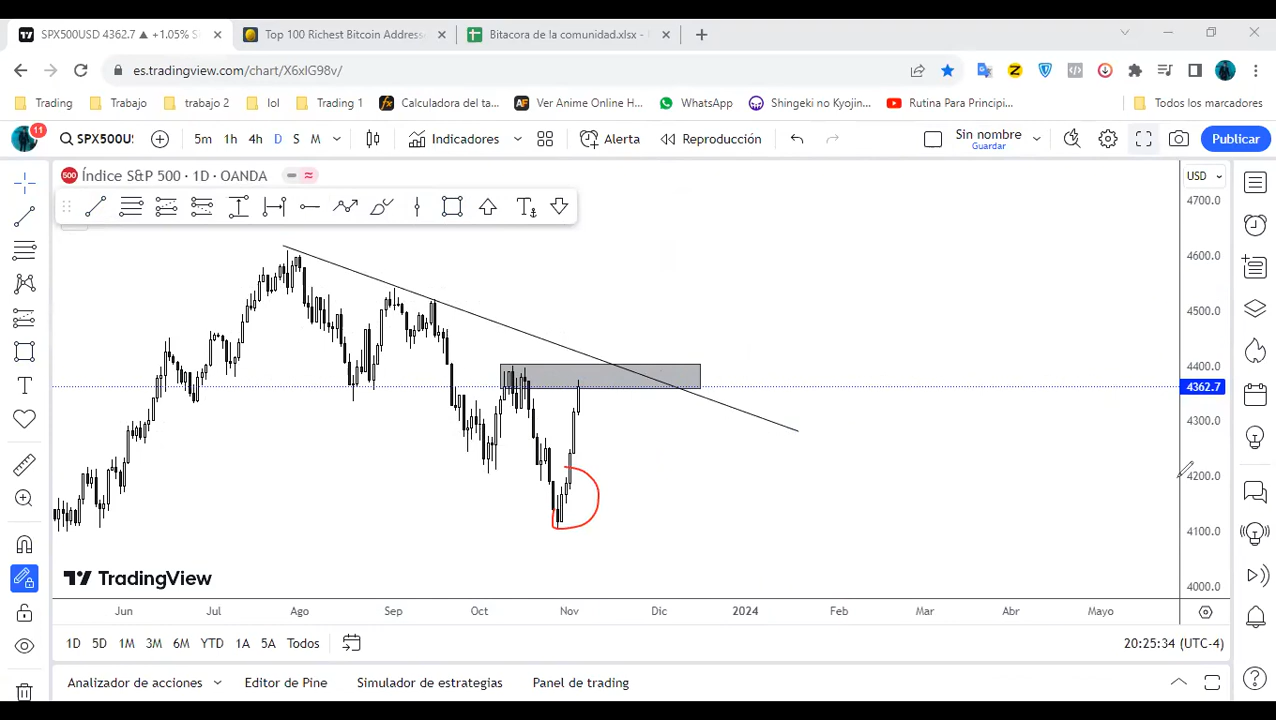 SPX500USD 4362.7 ▲ +1.05% S
Top 100 Richest Bitcoin Address
Bitacora de la comunidad.xlsx -
es.tradingview.com/chart/X6xIG98v/
Trading
Trabajo
trabajo 2
lol
Trading 1
Calculadora del ta...
Ver Anime Online H...
WhatsApp
Shingeki no Kyojin...
Rutina Para Principi...
Todos los marcadores
11
SPX500U
5m 1h 4h D S M
Indicadores
Alerta
Reproducción
Sin nombre
Guardar
Publicar
500 Índice S&P 500 · 1D · OANDA
USD
4700.0
4600.0
4500.0
4400.0
4362.7
4300.0
4200.0
4100.0
4000.0
TradingView
Jun Jul Ago Sep Oct Nov Dic 2024 Feb Mar Abr Mayo
1D 5D 1M 3M 6M YTD 1A 5A Todos
20:25:34 (UTC-4)
Analizador de acciones
Editor de Pine
Simulador de estrategias
Panel de trading